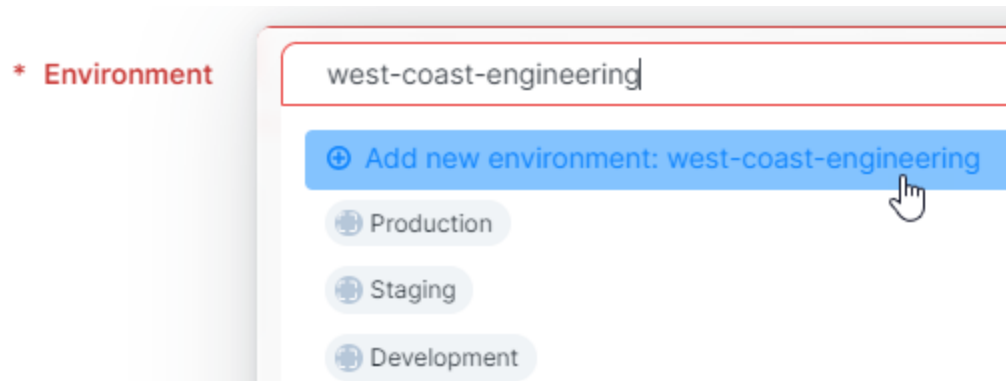 * Environment west-coast-engineering
Add new environment: west-coast-engineering
Production
Staging
Development